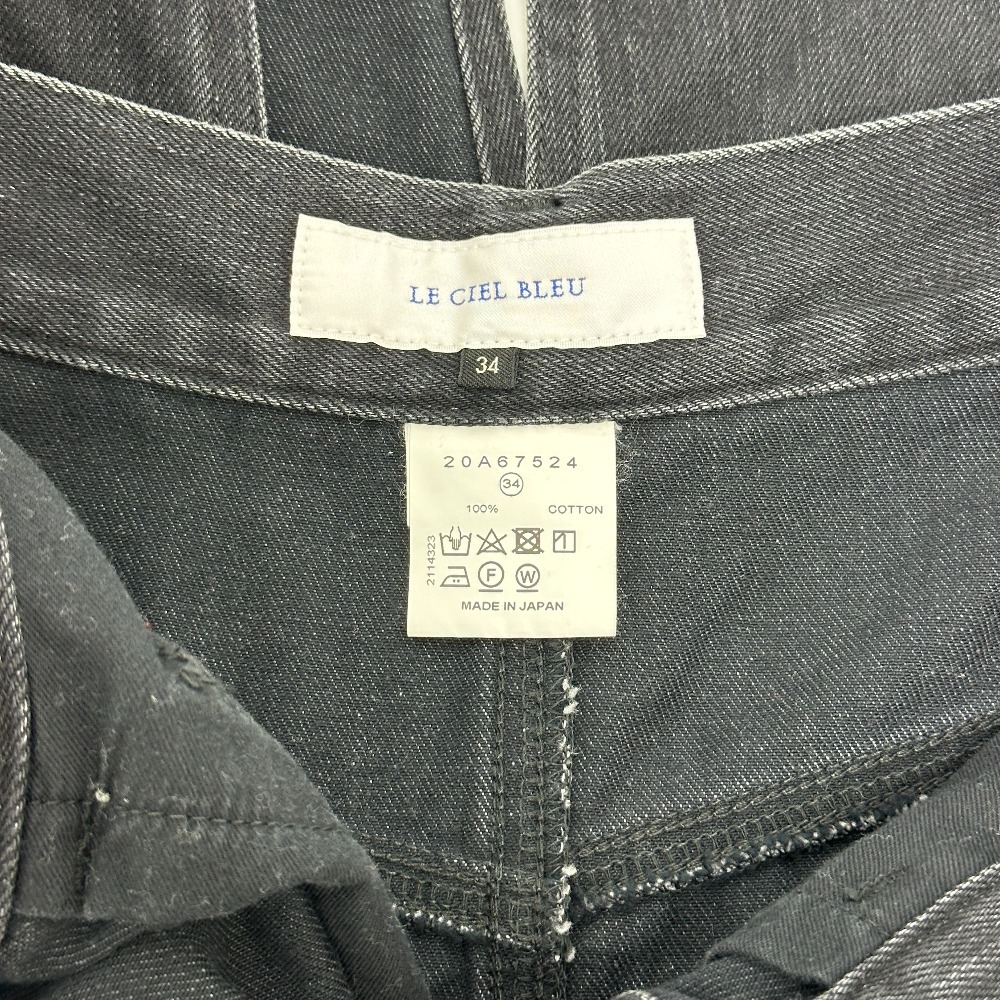 LE CIEL BLEU
34
20A67524
34
100% COTTON
2114323
F W
MADE IN JAPAN